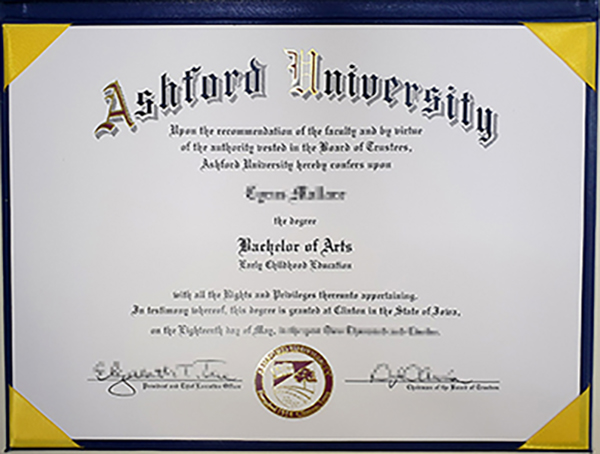 Ashford University
Upon the recommendation of the faculty and by virtue
of the authority vested in the Board of Trustees,
Ashford University hereby confers upon
the degree
Bachelor of Arts
Early Childhood Education
with all the Rights and Privileges thereunto appertaining.
In testimony whereof, this degree is granted at Clinton in the State of Iowa,
on the Eighteenth day of May,
President and Chief Executive Officer
Chairman of the Board of Trustees
ASHFORD UNIVERSITY